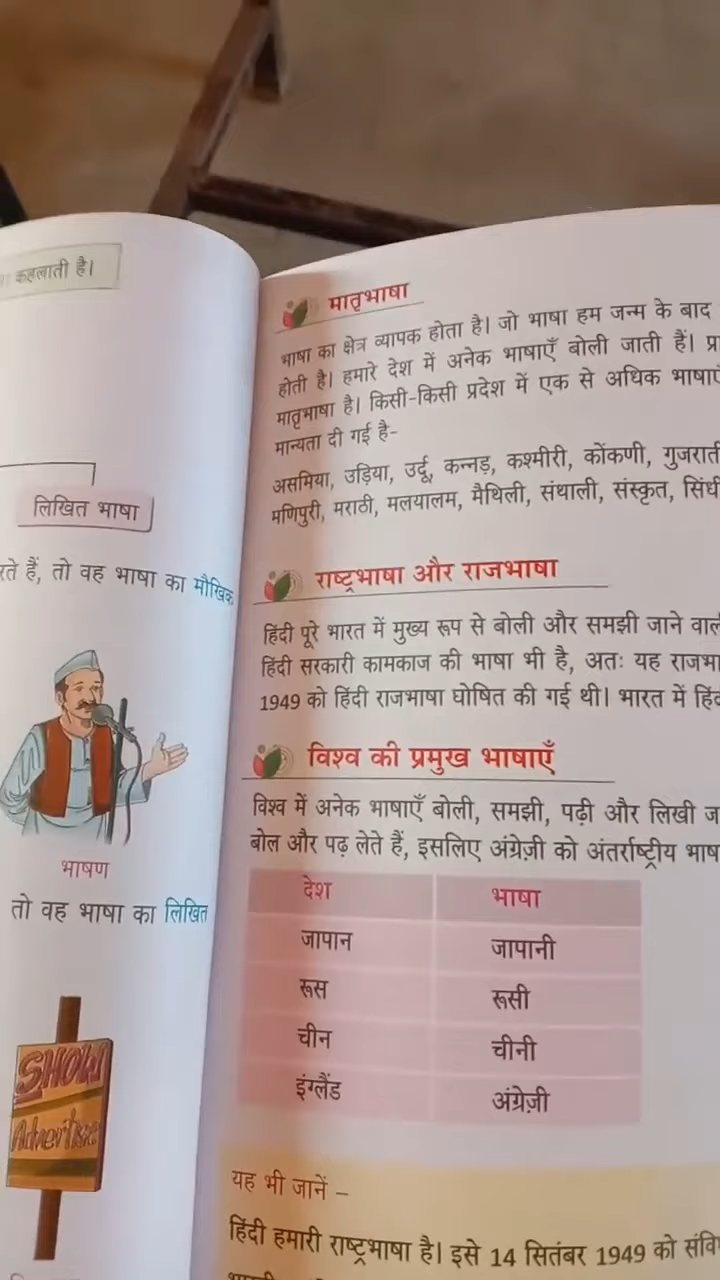 कहलाती है।
लिखित भाषा
हैं, तो वह भाषा का मौखिक
भाषण
तो वह भाषा का लिखित
SHOW
Advertise
मातृभाषा
भाषा का क्षेत्र व्यापक होता है। जो भाषा हम जन्म के बाद
होती है। हमारे देश में अनेक भाषाएँ बोली जाती हैं।
मातृभाषा है। किसी-किसी प्रदेश में एक से अधिक भाषाएँ
मान्यता दी गई है-
असमिया, उड़िया, उर्दू, कन्नड़, कश्मीरी, कोंकणी, गुजराती
मणिपुरी, मराठी, मलयालम, मैथिली, संथाली, संस्कृत, सिंधी
राष्ट्रभाषा और राजभाषा
हिंदी पूरे भारत में मुख्य रूप से बोली और समझी जाने
हिंदी सरकारी कामकाज की भाषा भी है, अतः यह
1949 को हिंदी राजभाषा घोषित की गई थी। भारत में
विश्व की प्रमुख भाषाएँ
विश्व में अनेक भाषाएँ बोली, समझी, पढ़ी और लिखी
बोल और पढ़ लेते हैं, इसलिए अंग्रेज़ी को अंतर्राष्ट्रीय
देश भाषा
जापान जापानी
रूस रूसी
चीन चीनी
इंग्लैंड अंग्रेज़ी
यह भी जानें –
हिंदी हमारी राष्ट्रभाषा है। इसे 14 सितंबर 1949 को